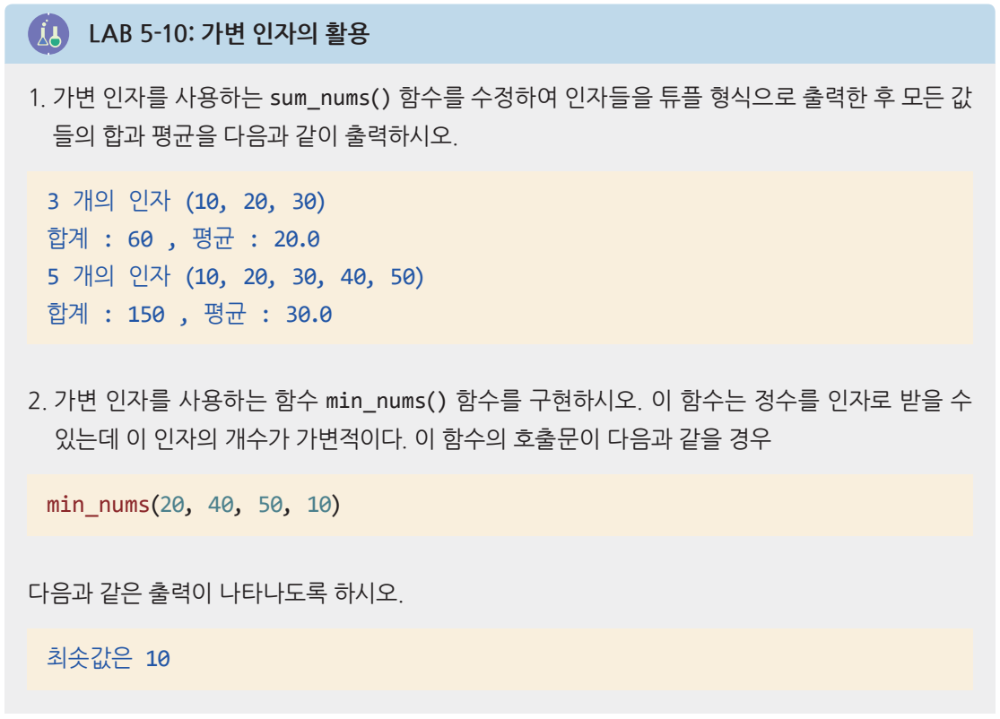 LAB 5-10: 가변 인자의 활용
1. 가변 인자를 사용하는 sum_nums() 함수를 수정하여 인자들을 튜플 형식으로 출력한 후 모든 값
들의 합과 평균을 다음과 같이 출력하시오.
3 개의 인자 (10, 20, 30)
합계 : 60 , 평균 : 20.0
5 개의 인자 (10, 20, 30, 40, 50)
합계 : 150 , 평균 : 30.0
2. 가변 인자를 사용하는 함수 min_nums() 함수를 구현하시오. 이 함수는 정수를 인자로 받을 수
있는데 이 인자의 개수가 가변적이다. 이 함수의 호출문이 다음과 같을 경우
min_nums(20, 40, 50, 10)
다음과 같은 출력이 나타나도록 하시오.
최솟값은 10